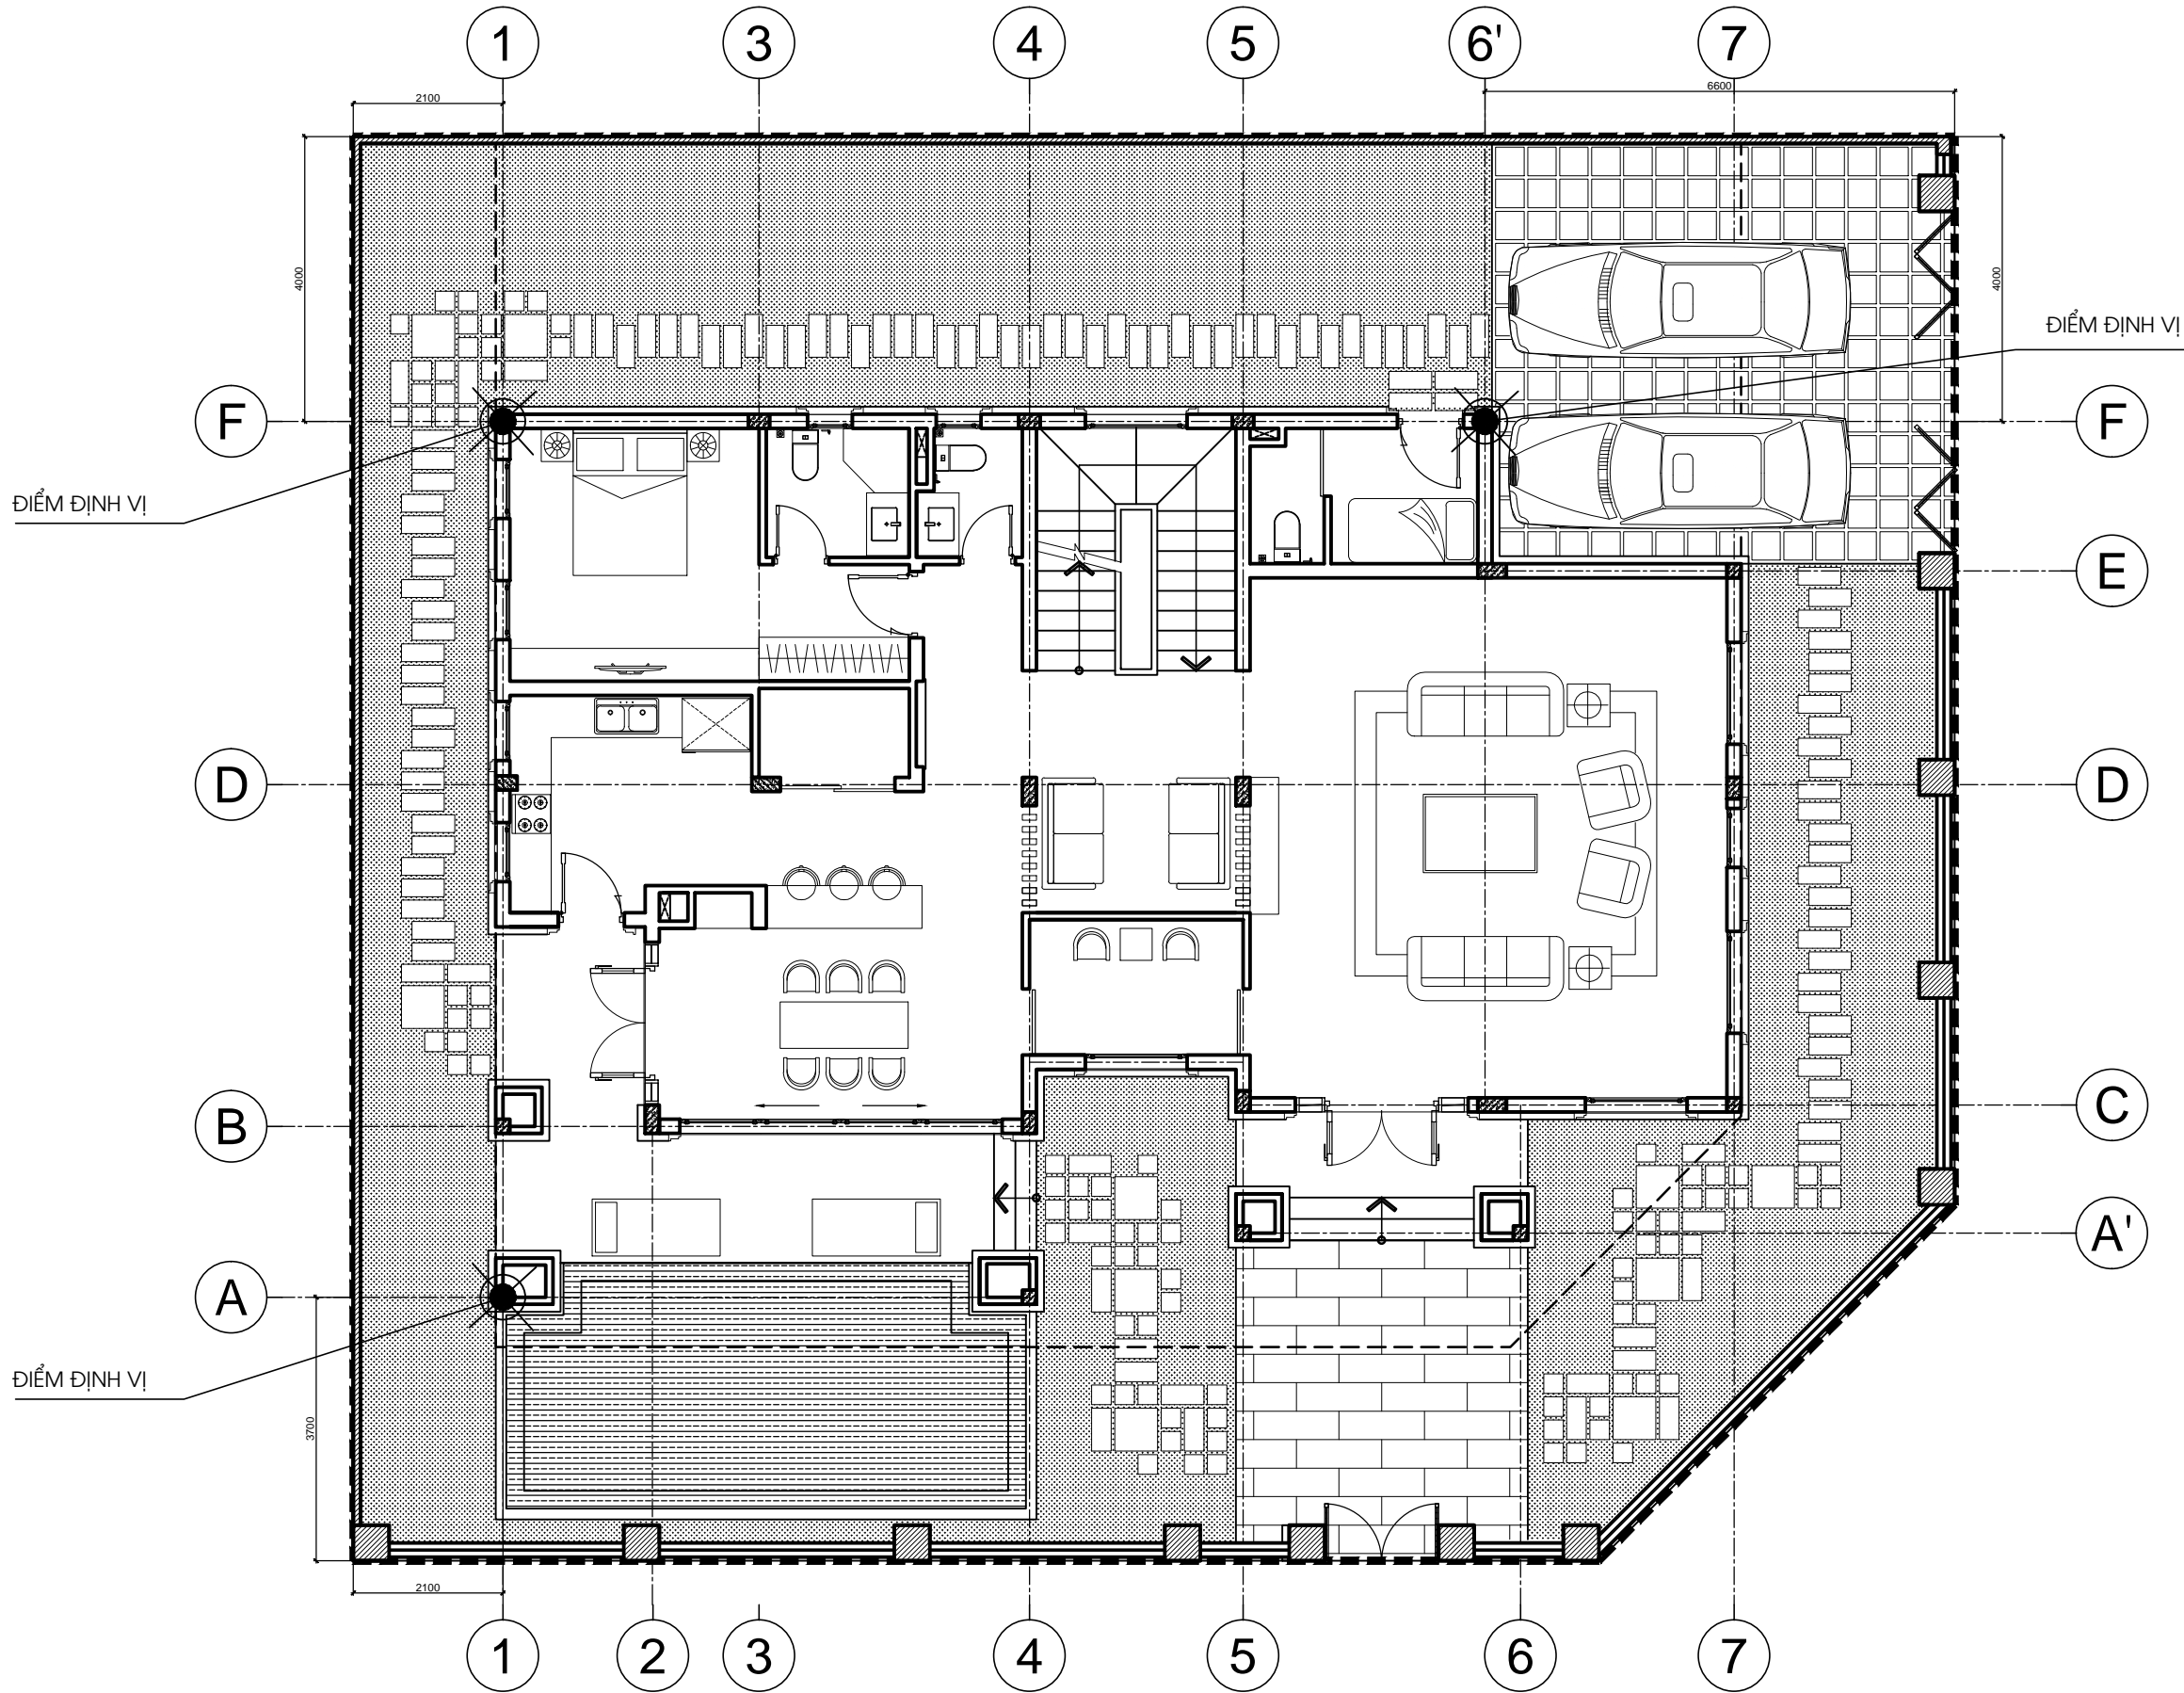 1 3 4 5 6' 7
2100 6600
4000 4000
ĐIỂM ĐỊNH VỊ
F F
ĐIỂM ĐỊNH VỊ
E
D D
B C
A'
A
ĐIỂM ĐỊNH VỊ
3700
2100
1 2 3 4 5 6 7